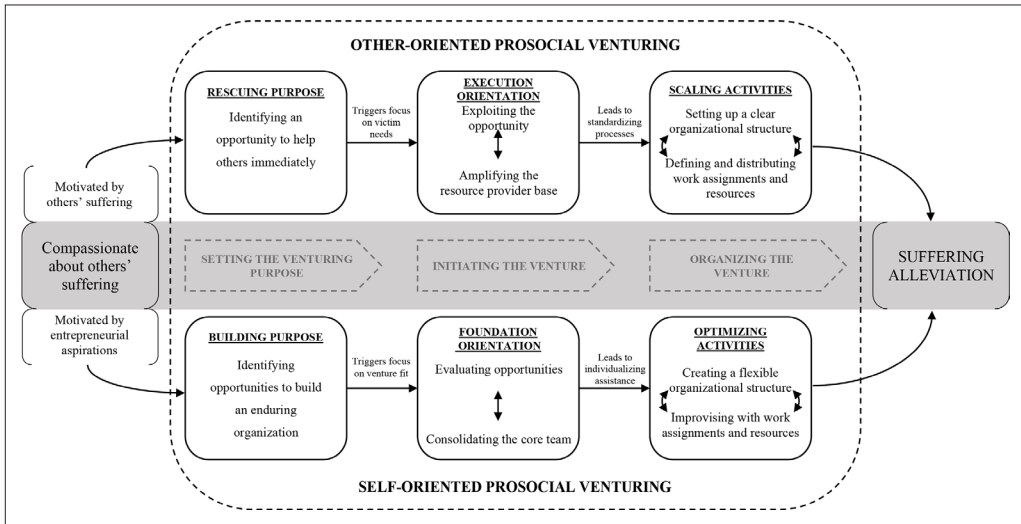 OTHER-ORIENTED PROSOCIAL VENTURING
RESCUING PURPOSE
Identifying an
opportunity to help
others immediately
Triggers focus
on victim
needs
EXECUTION
ORIENTATION
Exploiting the
opportunity
Amplifying the
resource provider base
Leads to
standardizing
processes
SCALING ACTIVITIES
Setting up a clear
organizational structure
Defining and distributing
work assignments and
resources
Motivated by
others’ suffering
Compassionate
about others’
suffering
Motivated by
entrepreneurial
aspirations
SETTING THE VENTURING
PURPOSE
INITIATING THE VENTURE
ORGANIZING THE
VENTURE
SUFFERING
ALLEVIATION
BUILDING PURPOSE
Identifying
opportunities to build
an enduring
organization
Triggers focus
on venture fit
FOUNDATION
ORIENTATION
Evaluating opportunities
Consolidating the core team
Leads to
individualizing
assistance
OPTIMIZING
ACTIVITIES
Creating a flexible
organizational structure
Improvising with work
assignments and resources
SELF-ORIENTED PROSOCIAL VENTURING